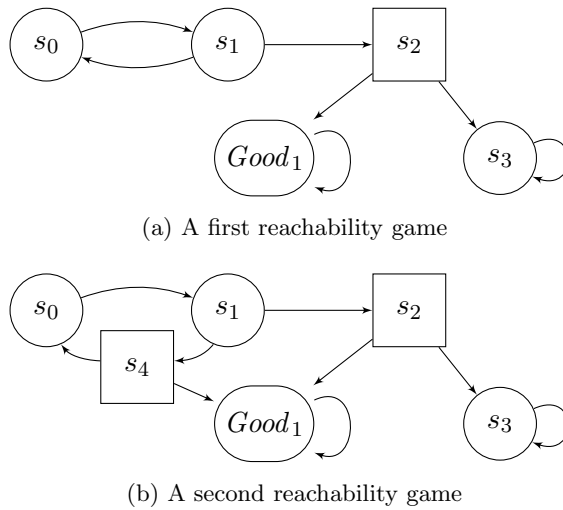 s₀ s₁ s₂
Good₁ s₃
(a) A first reachability game
s₀ s₁ s₂
s₄
Good₁ s₃
(b) A second reachability game